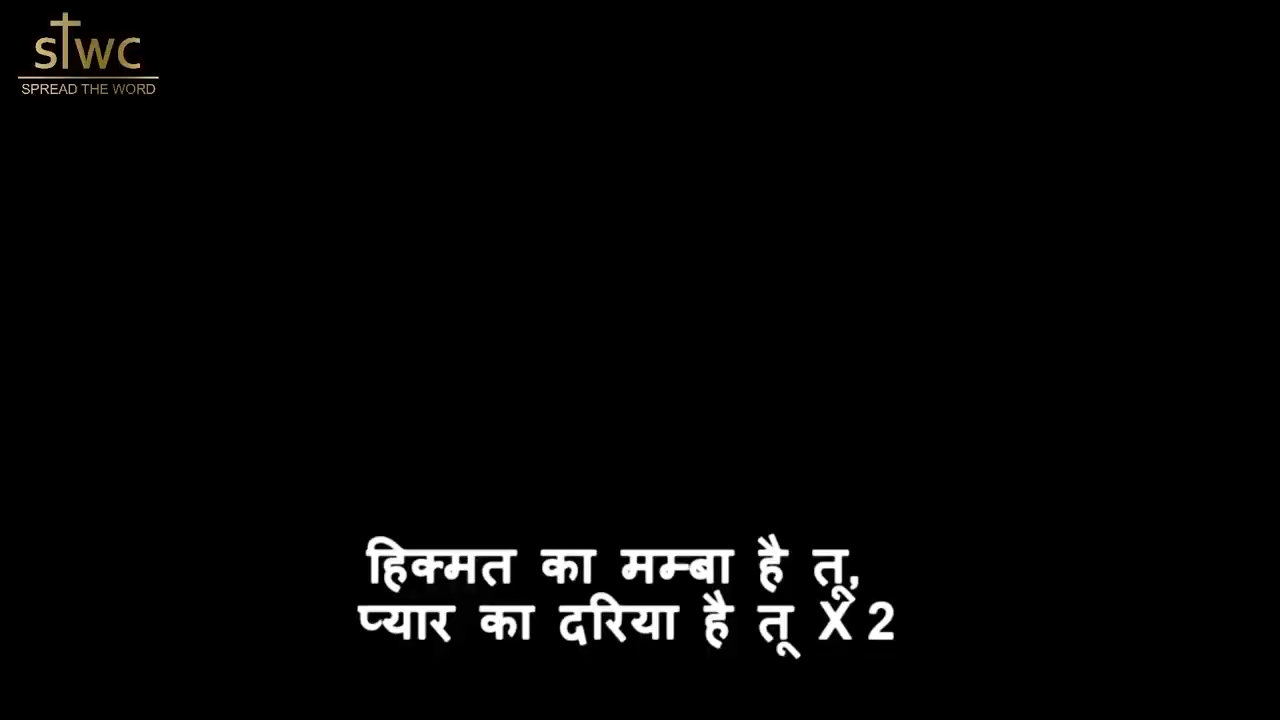 STWC
SPREAD THE WORD
हिक्मत का मम्बा है तू,
प्यार का दरिया है तू X 2